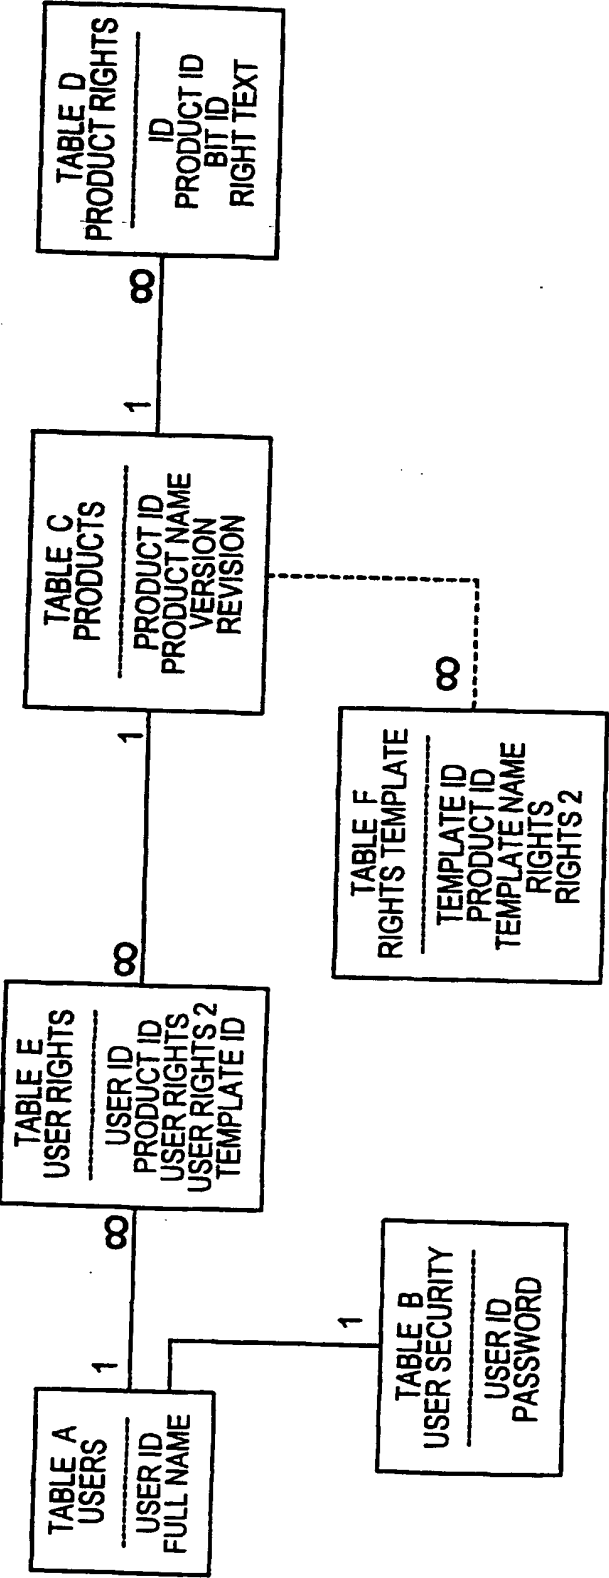 TABLE A
USERS
USER ID
FULL NAME
1
1
TABLE B
USER SECURITY
USER ID
PASSWORD
∞
TABLE E
USER RIGHTS
USER ID
PRODUCT ID
USER RIGHTS
USER RIGHTS 2
TEMPLATE ID
∞
1
TABLE C
PRODUCTS
PRODUCT ID
PRODUCT NAME
VERSION
REVISION
∞
TABLE F
RIGHTS TEMPLATE
TEMPLATE ID
PRODUCT ID
TEMPLATE NAME
RIGHTS
RIGHTS 2
1
∞
TABLE D
PRODUCT RIGHTS
ID
PRODUCT ID
BIT ID
RIGHT TEXT